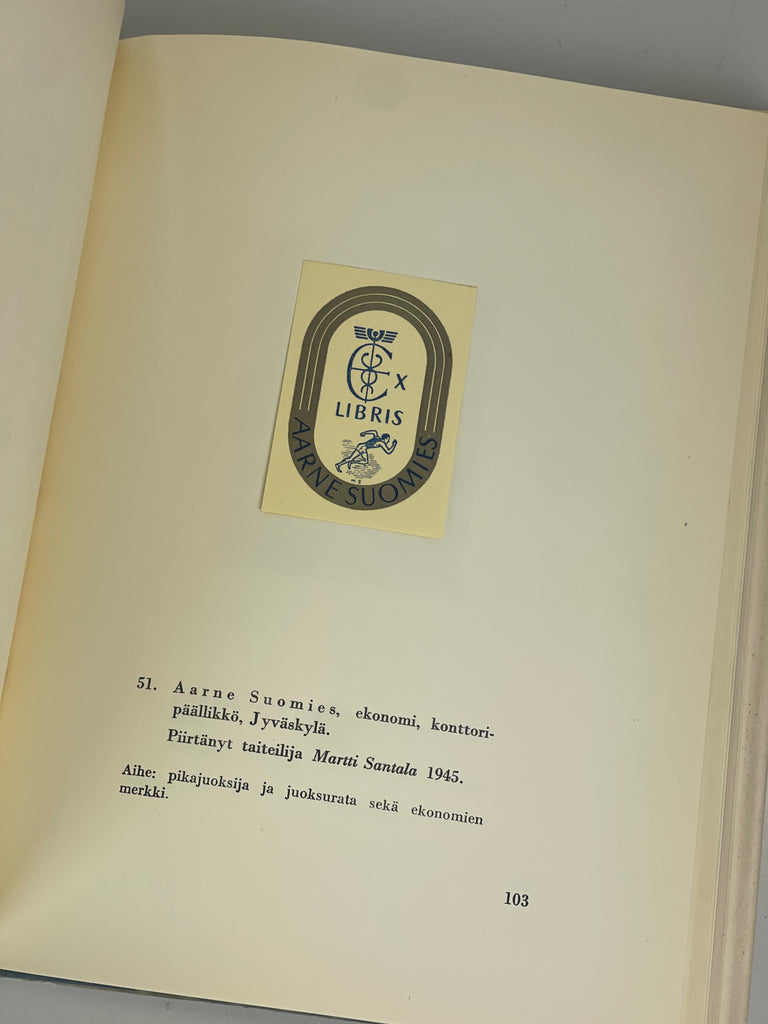 Ex
LIBRIS
AARNE SUOMIES
51. Aarne Suomies, ekonomi, konttori-
päällikkö, Jyväskylä.
Piirtänyt taiteilija Martti Santala 1945.
Aihe: pikajuoksija ja juoksurata sekä ekonomien
merkki.
103